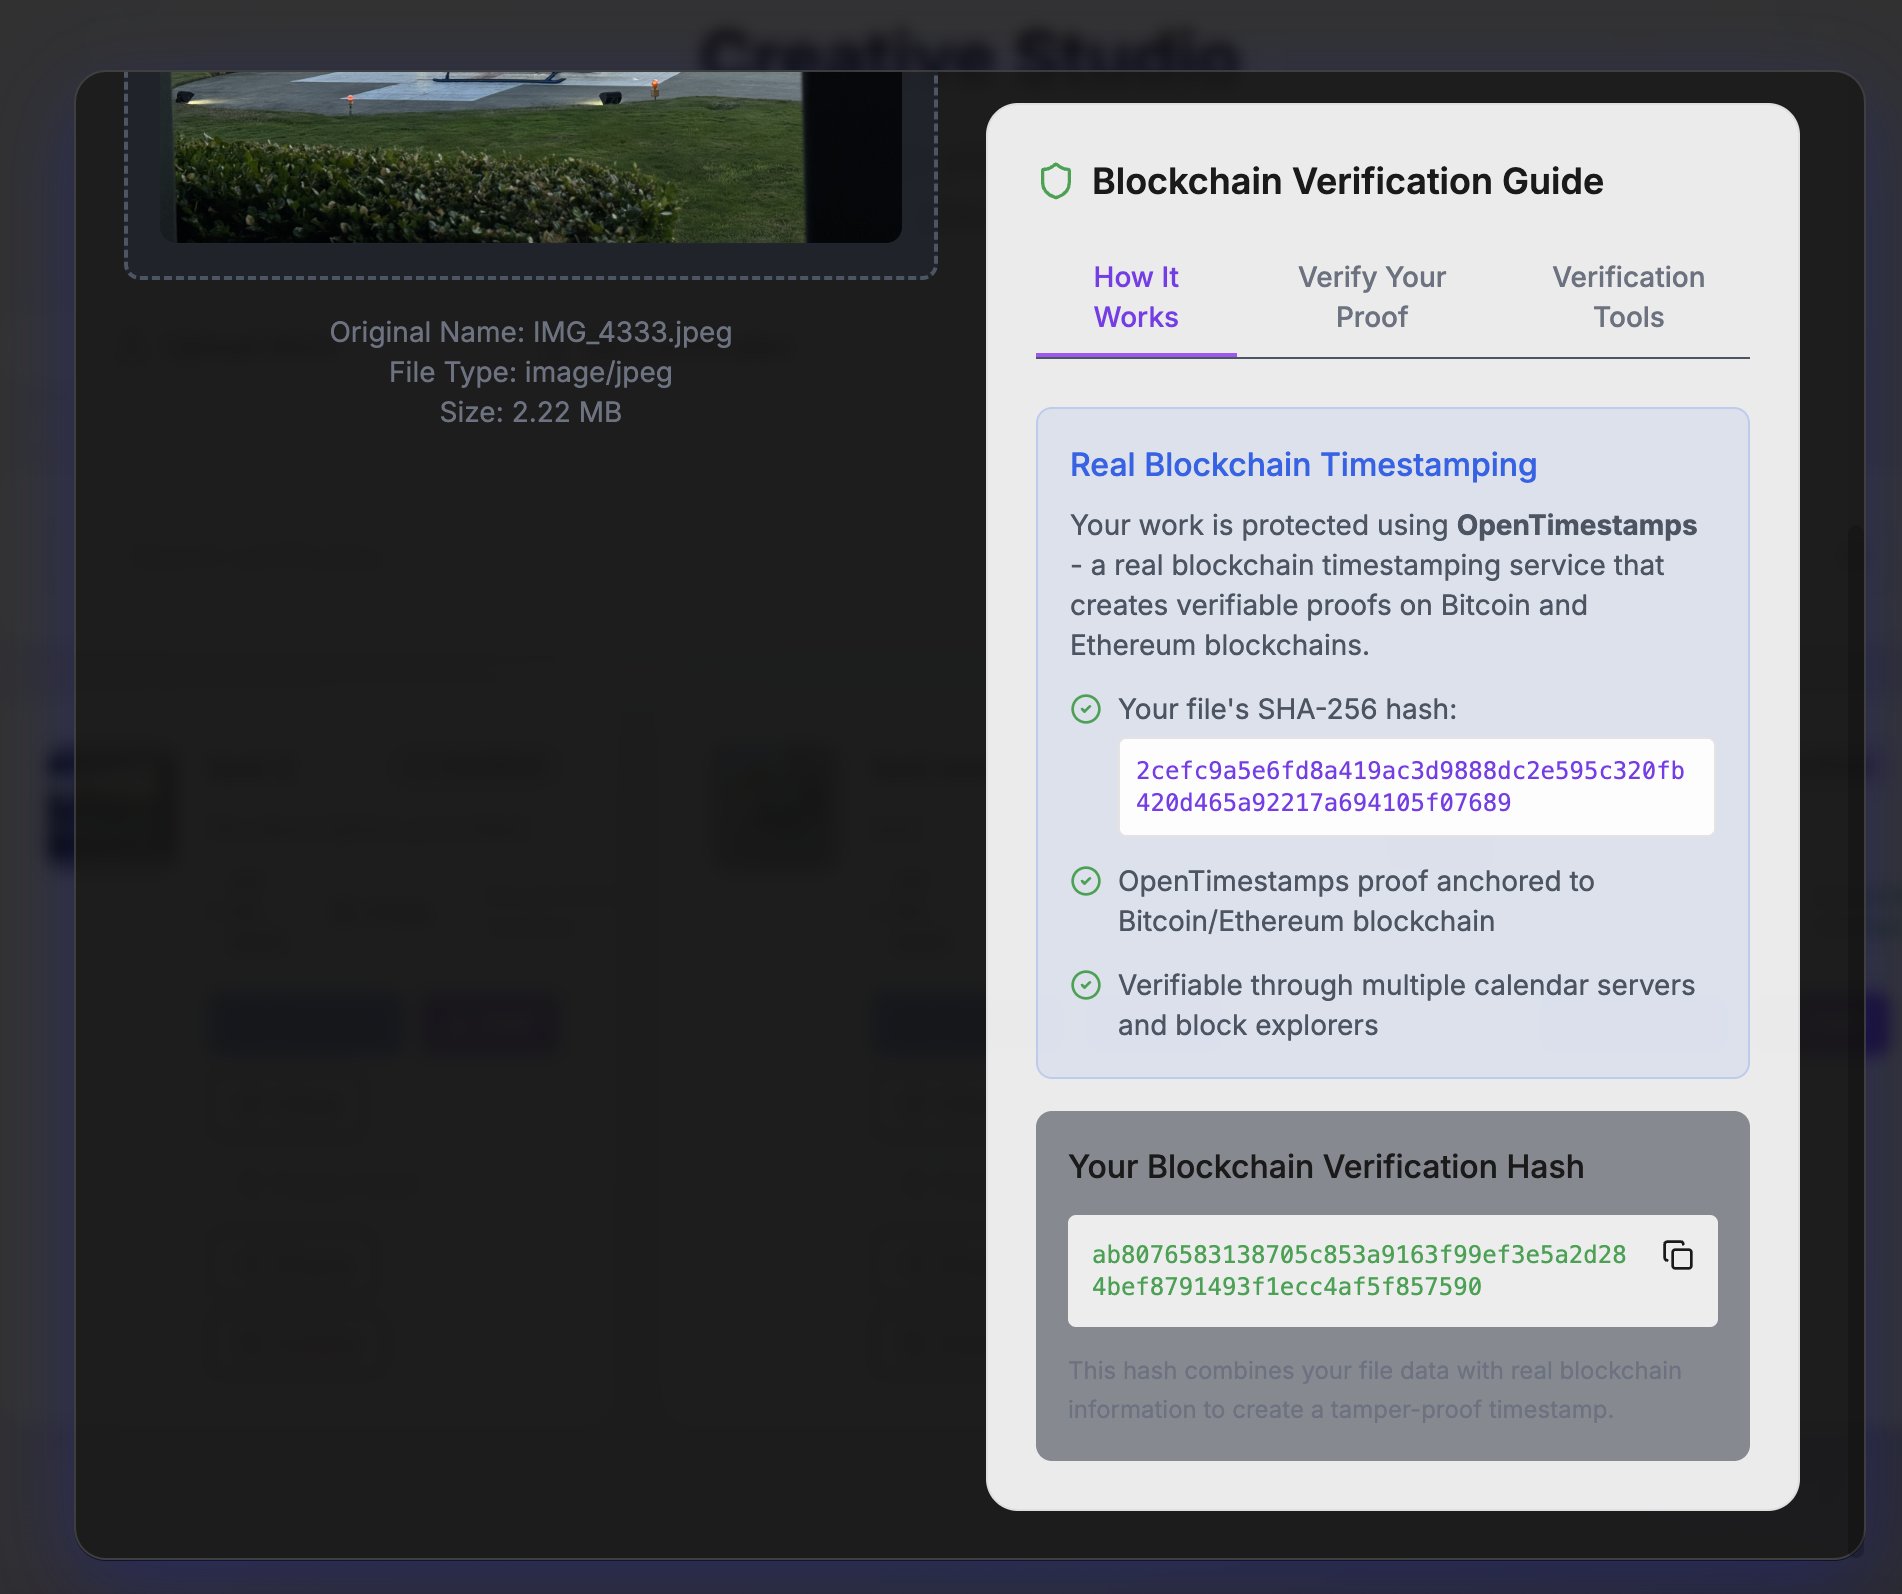 Creative Studio
Original Name: IMG_4333.jpeg
File Type: image/jpeg
Size: 2.22 MB
Blockchain Verification Guide
How It
Works
Verify Your
Proof
Verification
Tools
Real Blockchain Timestamping
Your work is protected using OpenTimestamps
- a real blockchain timestamping service that
creates verifiable proofs on Bitcoin and
Ethereum blockchains.
Your file's SHA-256 hash:
2cefc9a5e6fd8a419ac3d9888dc2e595c320fb
420d465a92217a694105f07689
OpenTimestamps proof anchored to
Bitcoin/Ethereum blockchain
Verifiable through multiple calendar servers
and block explorers
Your Blockchain Verification Hash
ab8076583138705c853a9163f99ef3e5a2d28
4bef8791493f1ecc4af5f857590
This hash combines your file data with real blockchain
information to create a tamper-proof timestamp.